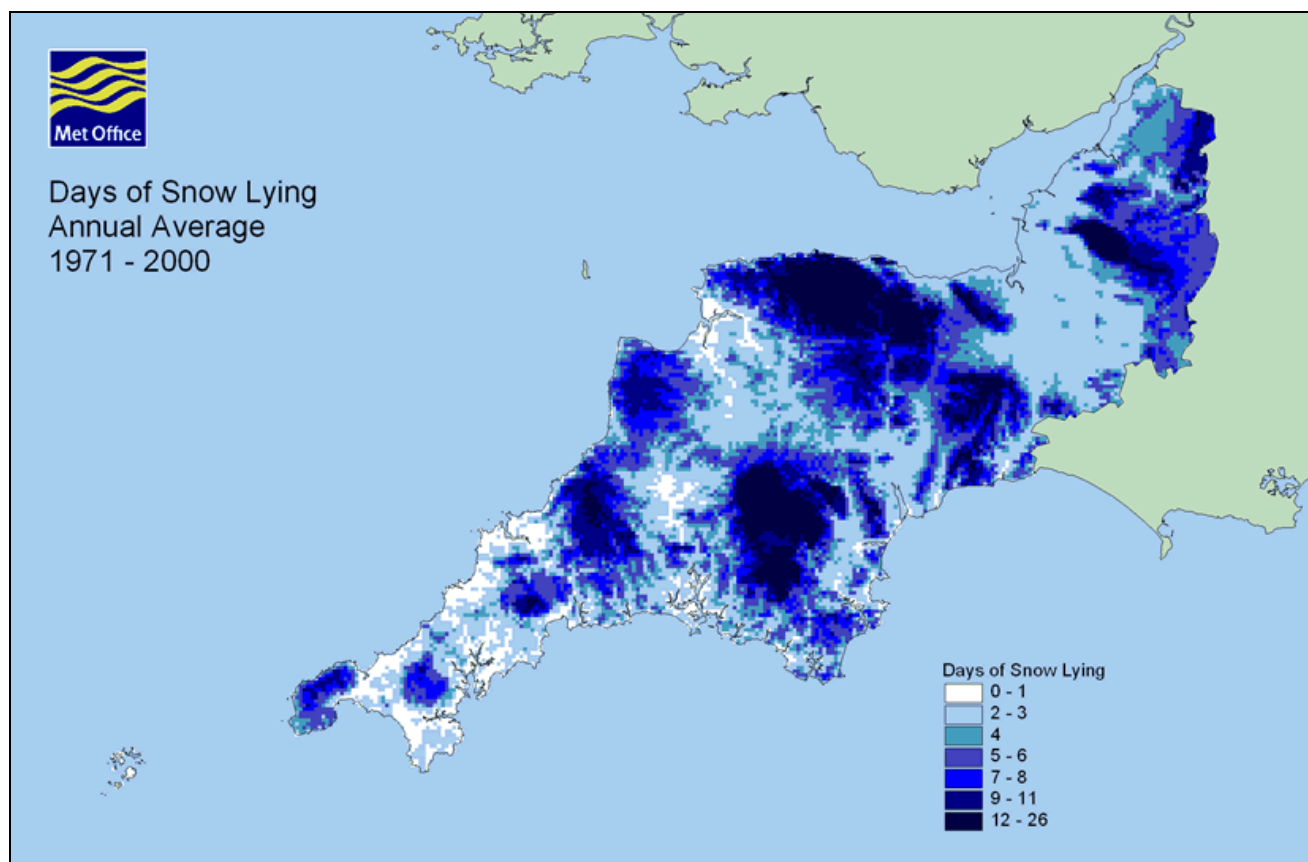 Met Office
Days of Snow Lying
Annual Average
1971 - 2000
Days of Snow Lying
0 - 1
2 - 3
4
5 - 6
7 - 8
9 - 11
12 - 26